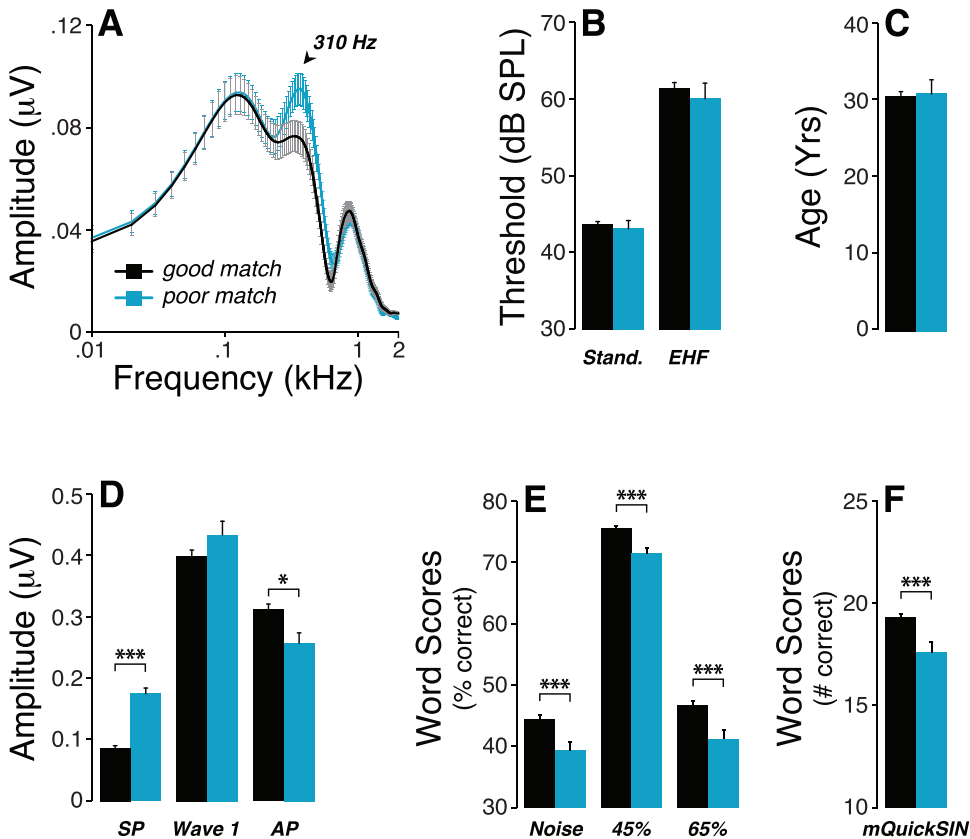 A
Amplitude (µV)
.12
.08
.04
0
310 Hz
good match
poor match
.01
.1
1
2
Frequency (kHz)
B
Threshold (dB SPL)
70
60
50
40
30
Stand.
EHF
C
Age (Yrs)
40
30
20
10
0
D
Amplitude (µV)
0.5
0.4
0.3
0.2
0.1
0
***
*
SP
Wave 1
AP
E
Word Scores
(% correct)
80
70
50
40
30
***
***
***
Noise
45%
65%
F
Word Scores
(# correct)
25
20
15
10
***
mQuickSIN